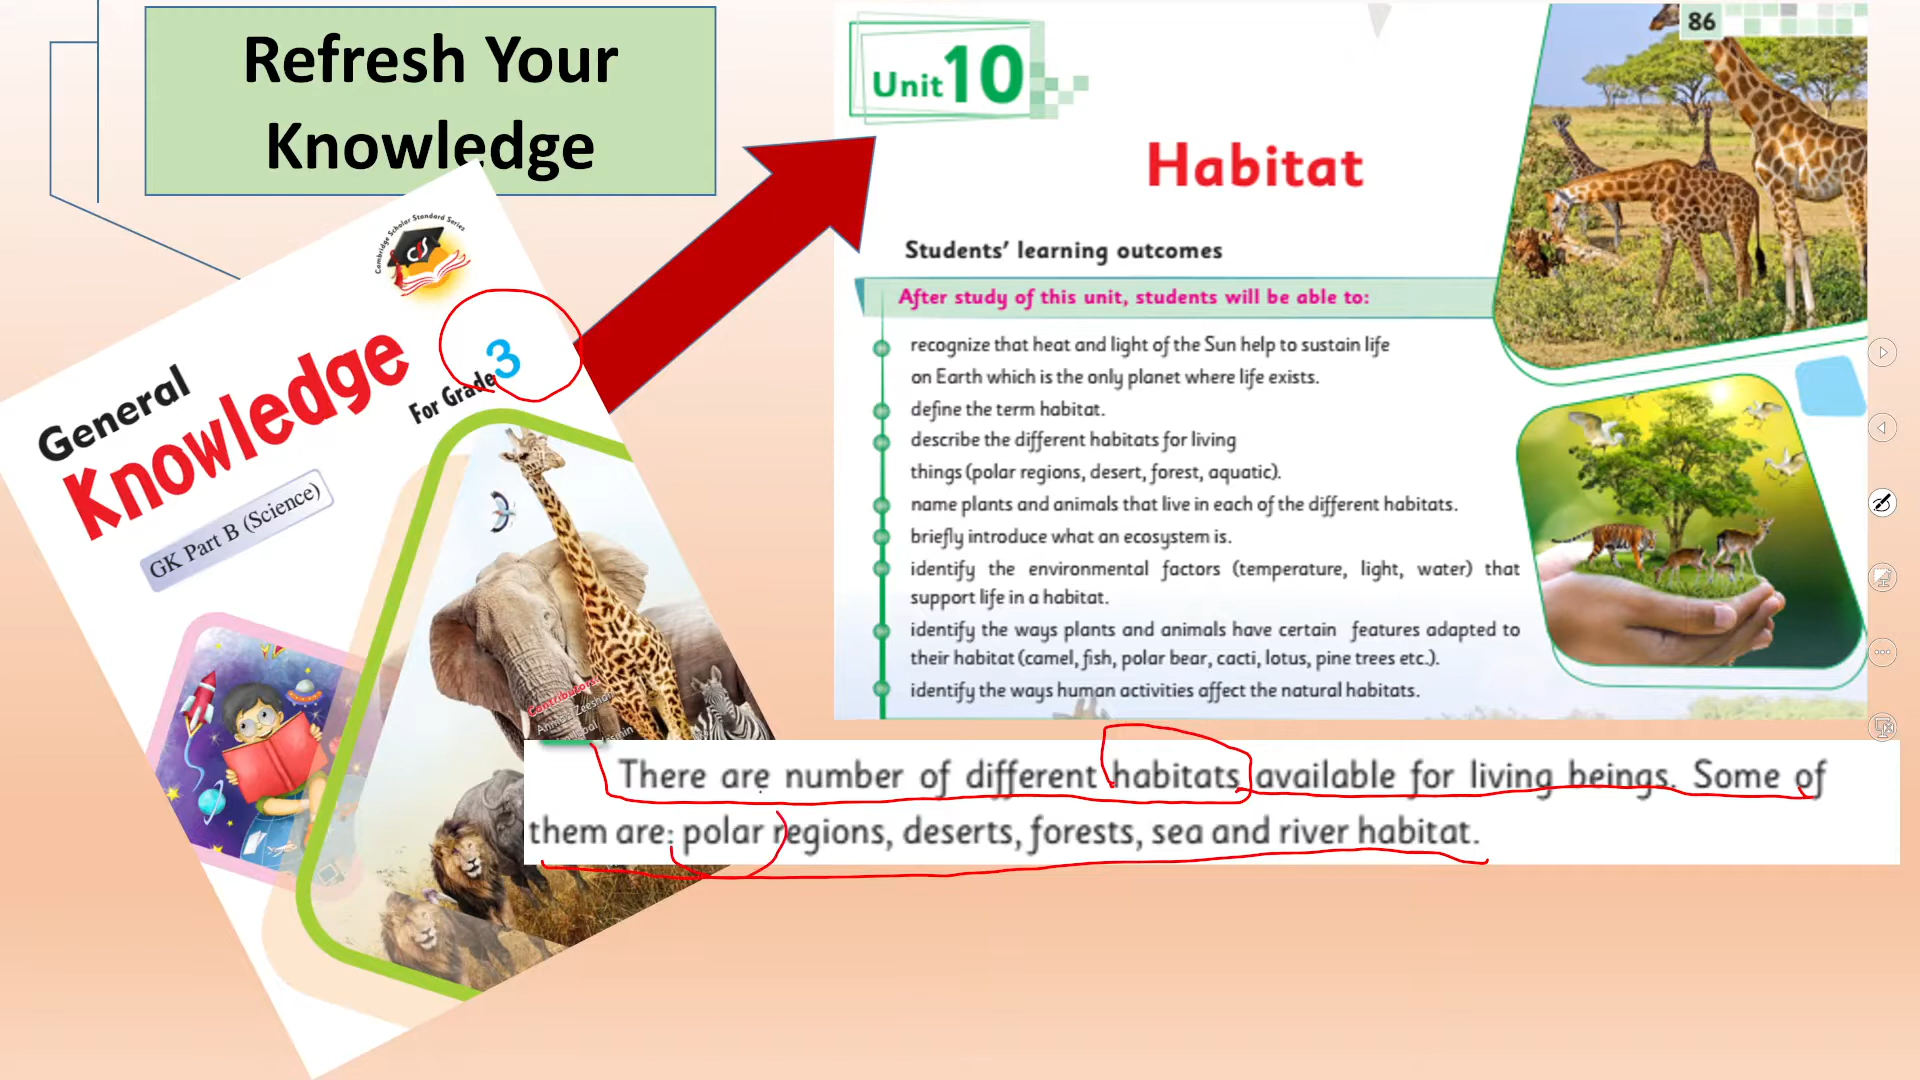 Refresh Your
Knowledge
Cambridge Scholar Standard Series
CSS
General
Knowledge
For Grade 3
GK Part B (Science)
Contributors:
Unit 10
86
Habitat
Students' learning outcomes
After study of this unit, students will be able to:
recognize that heat and light of the Sun help to sustain life
on Earth which is the only planet where life exists.
define the term habitat.
describe the different habitats for living
things (polar regions, desert, forest, aquatic).
name plants and animals that live in each of the different habitats.
briefly introduce what an ecosystem is.
identify the environmental factors (temperature, light, water) that
support life in a habitat.
identify the ways plants and animals have certain features adapted to
their habitat (camel, fish, polar bear, cacti, lotus, pine trees etc.).
identify the ways human activities affect the natural habitats.
There are number of different habitats available for living beings. Some of
them are: polar regions, deserts, forests, sea and river habitat.